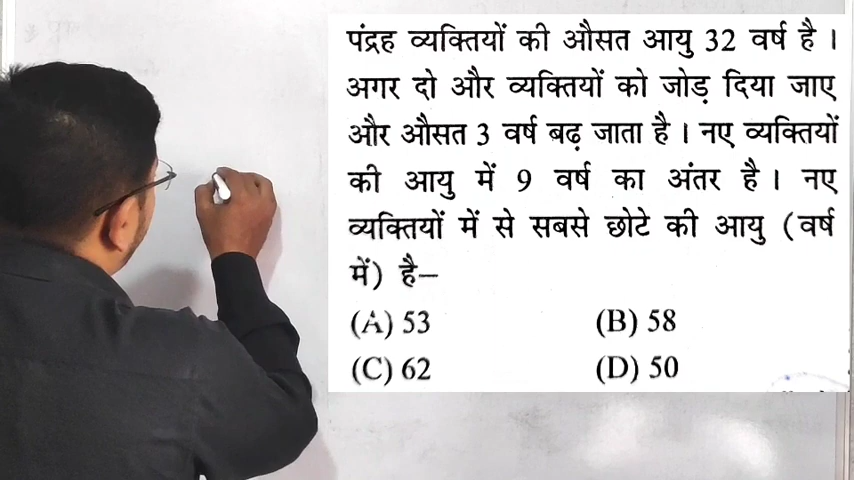 पंद्रह व्यक्तियों की औसत आयु 32 वर्ष है ।
अगर दो और व्यक्तियों को जोड़ दिया जाए
और औसत 3 वर्ष बढ़ जाता है । नए व्यक्तियों
की आयु में 9 वर्ष का अंतर है । नए
व्यक्तियों में से सबसे छोटे की आयु (वर्ष
में) है–
(A) 53 (B) 58
(C) 62 (D) 50